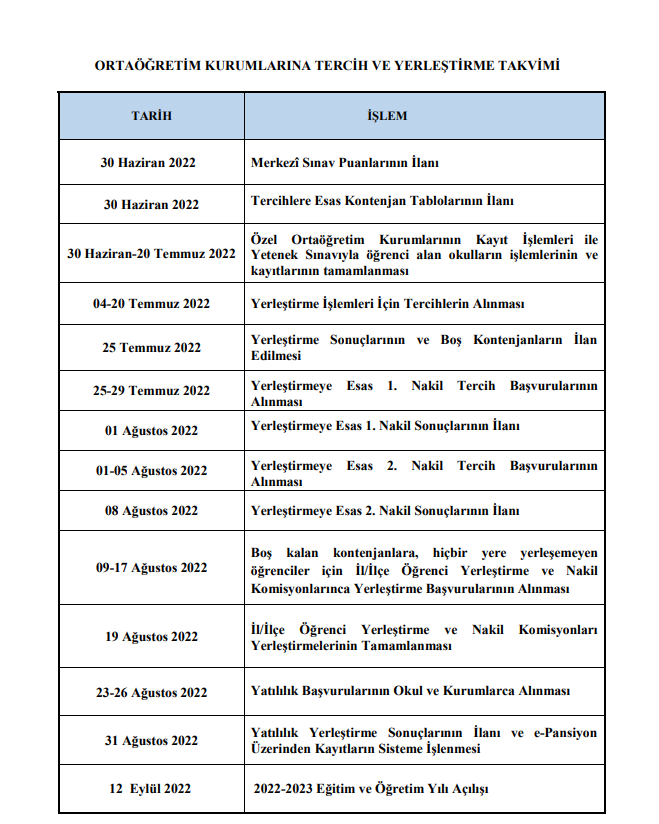 ORTAÖĞRETİM KURUMLARINA TERCİH VE YERLEŞTİRME TAKVİMİ
TARİH İŞLEM
30 Haziran 2022 Merkezî Sınav Puanlarının İlanı
30 Haziran 2022 Tercihlere Esas Kontenjan Tablolarının İlanı
30 Haziran-20 Temmuz 2022 Özel Ortaöğretim Kurumlarının Kayıt İşlemleri ile
Yetenek Sınavıyla öğrenci alan okulların işlemlerinin ve
kayıtlarının tamamlanması
04-20 Temmuz 2022 Yerleştirme İşlemleri İçin Tercihlerin Alınması
25 Temmuz 2022 Yerleştirme Sonuçlarının ve Boş Kontenjanların İlan
Edilmesi
25-29 Temmuz 2022 Yerleştirmeye Esas 1. Nakil Tercih Başvurularının
Alınması
01 Ağustos 2022 Yerleştirmeye Esas 1. Nakil Sonuçlarının İlanı
01-05 Ağustos 2022 Yerleştirmeye Esas 2. Nakil Tercih Başvurularının
Alınması
08 Ağustos 2022 Yerleştirmeye Esas 2. Nakil Sonuçlarının İlanı
09-17 Ağustos 2022 Boş kalan kontenjanlara, hiçbir yere yerleşemeyen
öğrenciler için İl/İlçe Öğrenci Yerleştirme ve Nakil
Komisyonlarınca Yerleştirme Başvurularının Alınması
19 Ağustos 2022 İl/İlçe Öğrenci Yerleştirme ve Nakil Komisyonları
Yerleştirmelerinin Tamamlanması
23-26 Ağustos 2022 Yatılılık Başvurularının Okul ve Kurumlarca Alınması
31 Ağustos 2022 Yatılılık Yerleştirme Sonuçlarının İlanı ve e-Pansiyon
Üzerinden Kayıtların Sisteme İşlenmesi
12 Eylül 2022 2022-2023 Eğitim ve Öğretim Yılı Açılışı